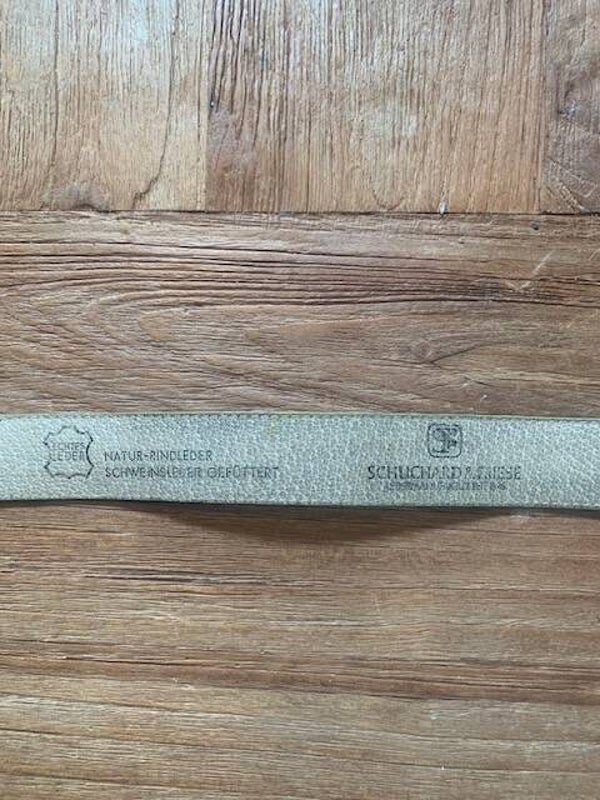 ECHTES
LEDER
NATUR-RINDLEDER
SCHWEINSLEDER GEFÜTTERT
SCHUCHARD & FRIESE